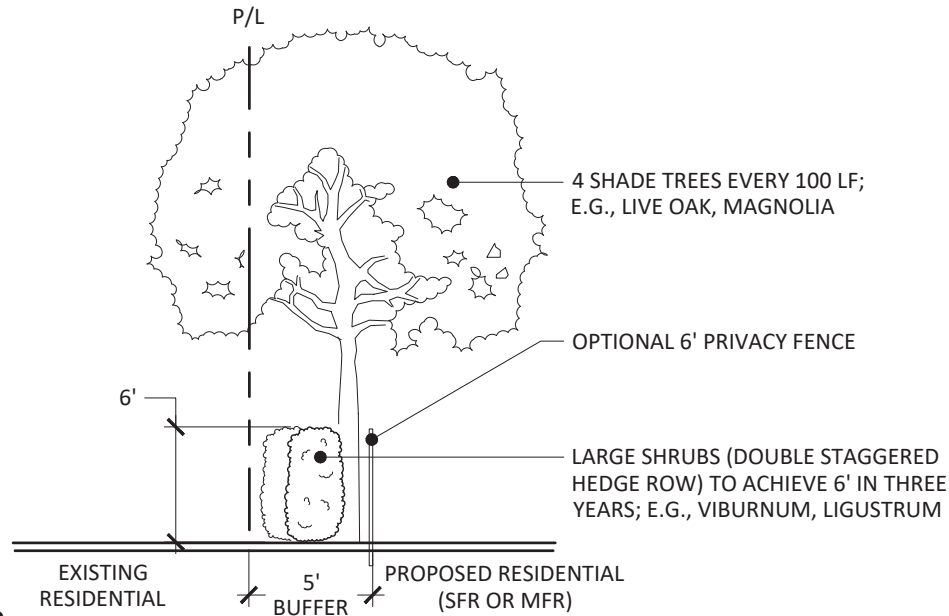 P/L
4 SHADE TREES EVERY 100 LF;
E.G., LIVE OAK, MAGNOLIA
OPTIONAL 6' PRIVACY FENCE
6'
LARGE SHRUBS (DOUBLE STAGGERED
HEDGE ROW) TO ACHIEVE 6' IN THREE
YEARS; E.G., VIBURNUM, LIGUSTRUM
EXISTING
RESIDENTIAL
5'
BUFFER
PROPOSED RESIDENTIAL
(SFR OR MFR)